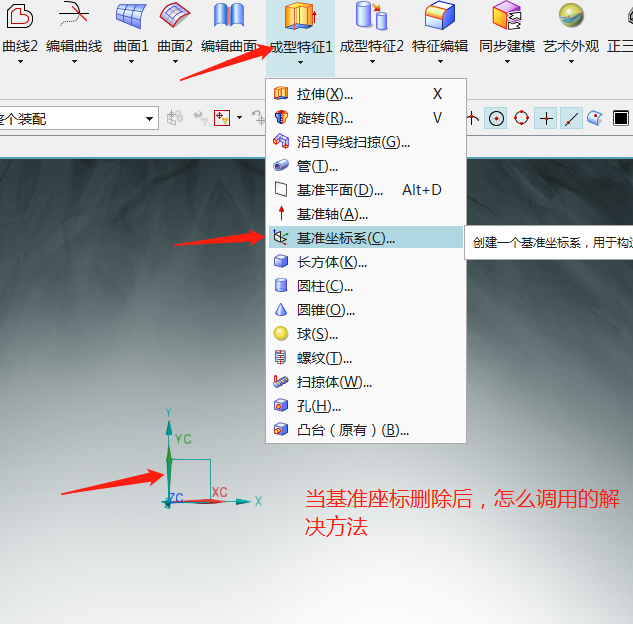 曲线2 编辑曲线 曲面1 曲面2 编辑曲面 成型特征1 成型特征2 特征编辑 同步建模 艺术外观 正三
整个装配
拉伸(X)... X
旋转(R)... V
沿引导线扫掠(G)...
管(T)...
基准平面(D)... Alt+D
基准轴(A)...
基准坐标系(C)...
创建一个基准坐标系，用于构造
长方体(K)...
圆柱(C)...
圆锥(O)...
球(S)...
螺纹(T)...
扫掠体(W)...
孔(H)...
凸台（原有）(B)...
Y
YC
XC
ZC
X
Z
当基准座标删除后，怎么调用的解
决方法